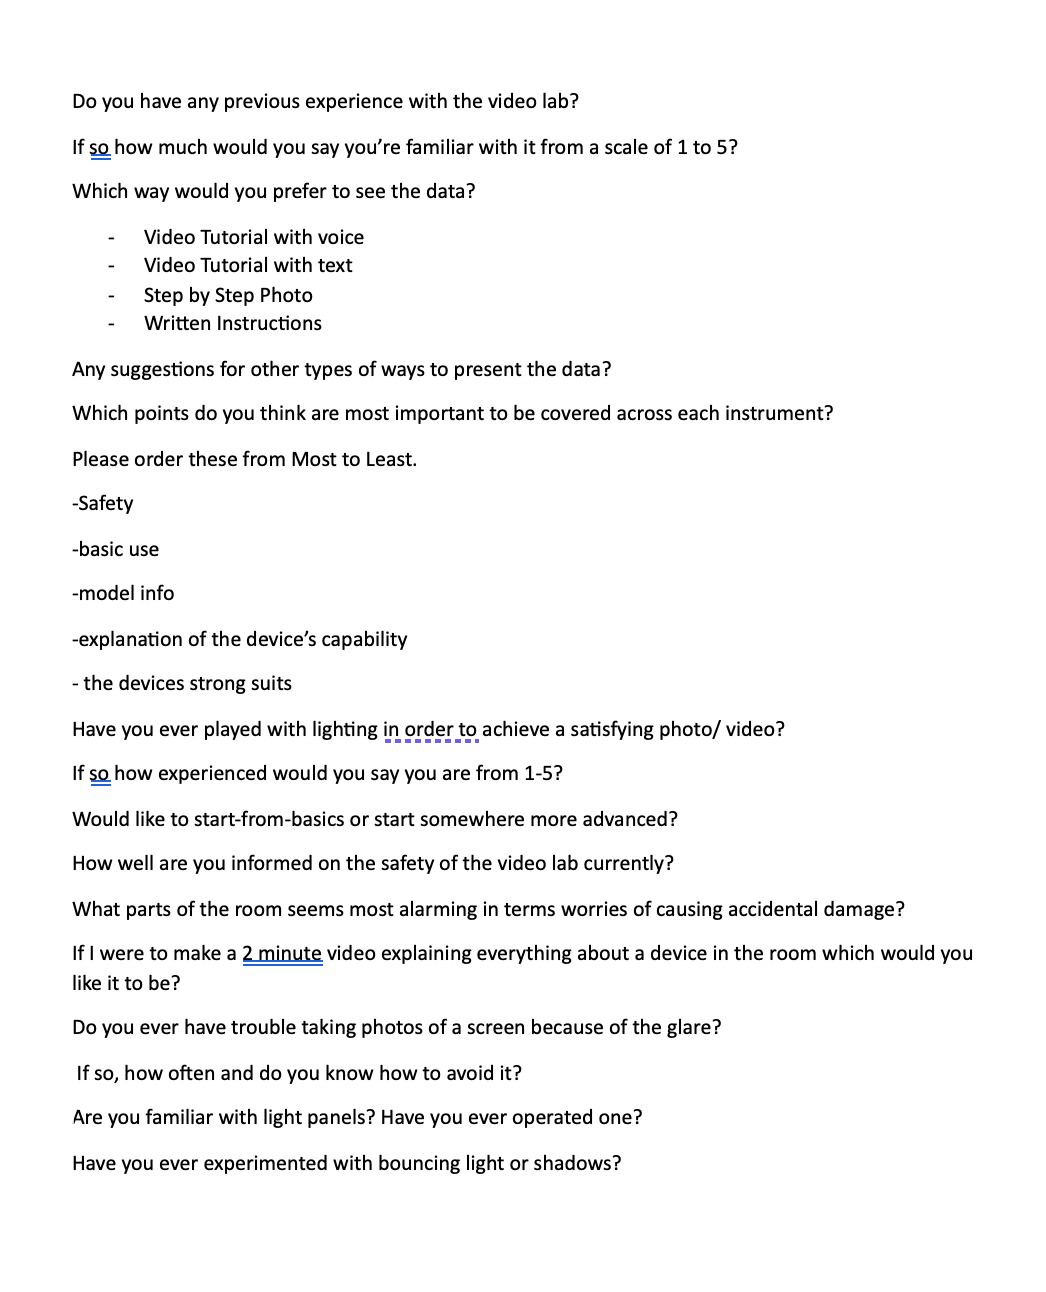 Do you have any previous experience with the video lab?
If so how much would you say you’re familiar with it from a scale of 1 to 5?
Which way would you prefer to see the data?
- Video Tutorial with voice
- Video Tutorial with text
- Step by Step Photo
- Written Instructions
Any suggestions for other types of ways to present the data?
Which points do you think are most important to be covered across each instrument?
Please order these from Most to Least.
-Safety
-basic use
-model info
-explanation of the device’s capability
- the devices strong suits
Have you ever played with lighting in order to achieve a satisfying photo/ video?
If so how experienced would you say you are from 1-5?
Would like to start-from-basics or start somewhere more advanced?
How well are you informed on the safety of the video lab currently?
What parts of the room seems most alarming in terms worries of causing accidental damage?
If I were to make a 2 minute video explaining everything about a device in the room which would you
like it to be?
Do you ever have trouble taking photos of a screen because of the glare?
If so, how often and do you know how to avoid it?
Are you familiar with light panels? Have you ever operated one?
Have you ever experimented with bouncing light or shadows?